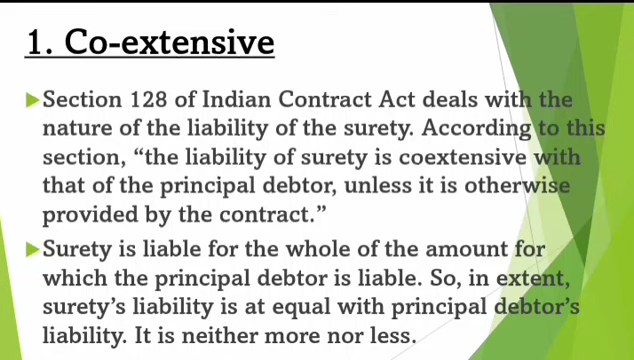 1. Co-extensive
Section 128 of Indian Contract Act deals with the
nature of the liability of the surety. According to this
section, “the liability of surety is coextensive with
that of the principal debtor, unless it is otherwise
provided by the contract.”
Surety is liable for the whole of the amount for
which the principal debtor is liable. So, in extent,
surety’s liability is at equal with principal debtor’s
liability. It is neither more nor less.